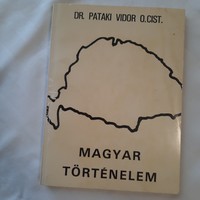 DR. PATAKI VIDOR O.CIST.
MAGYAR
TÖRTÉNELEM